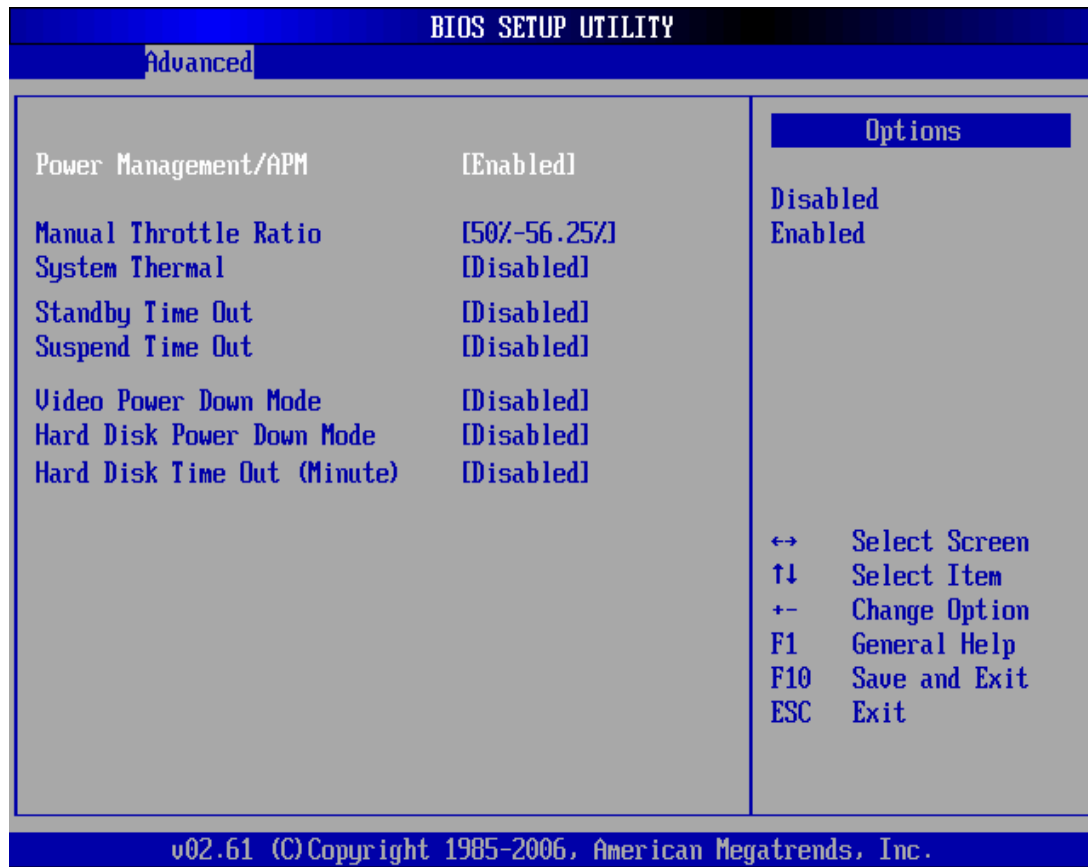 BIOS SETUP UTILITY
Advanced
Power Management/APM [Enabled]
Manual Throttle Ratio [50%-56.25%]
System Thermal [Disabled]
Standby Time Out [Disabled]
Suspend Time Out [Disabled]
Video Power Down Mode [Disabled]
Hard Disk Power Down Mode [Disabled]
Hard Disk Time Out (Minute) [Disabled]
Options
Disabled
Enabled
←→ Select Screen
↑↓ Select Item
+- Change Option
F1 General Help
F10 Save and Exit
ESC Exit
v02.61 (C)Copyright 1985-2006, American Megatrends, Inc.